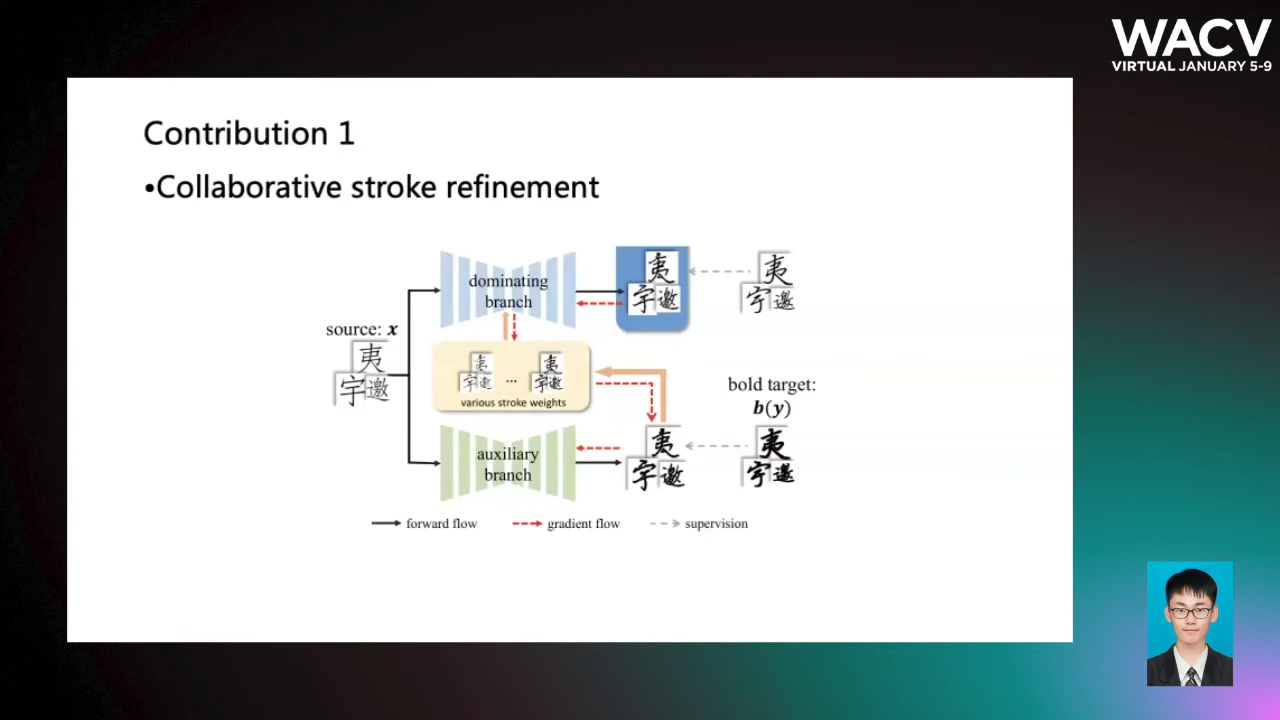 WACV
VIRTUAL JANUARY 5-9
Contribution 1
•Collaborative stroke refinement
dominating
branch
夷
宇邀
夷
宇邀
source: x
夷
宇邀
夷
宇邀
...
夷
宇邀
various stroke weights
bold target:
b(y)
auxiliary
branch
夷
宇邀
夷
宇邀
forward flow
gradient flow
supervision